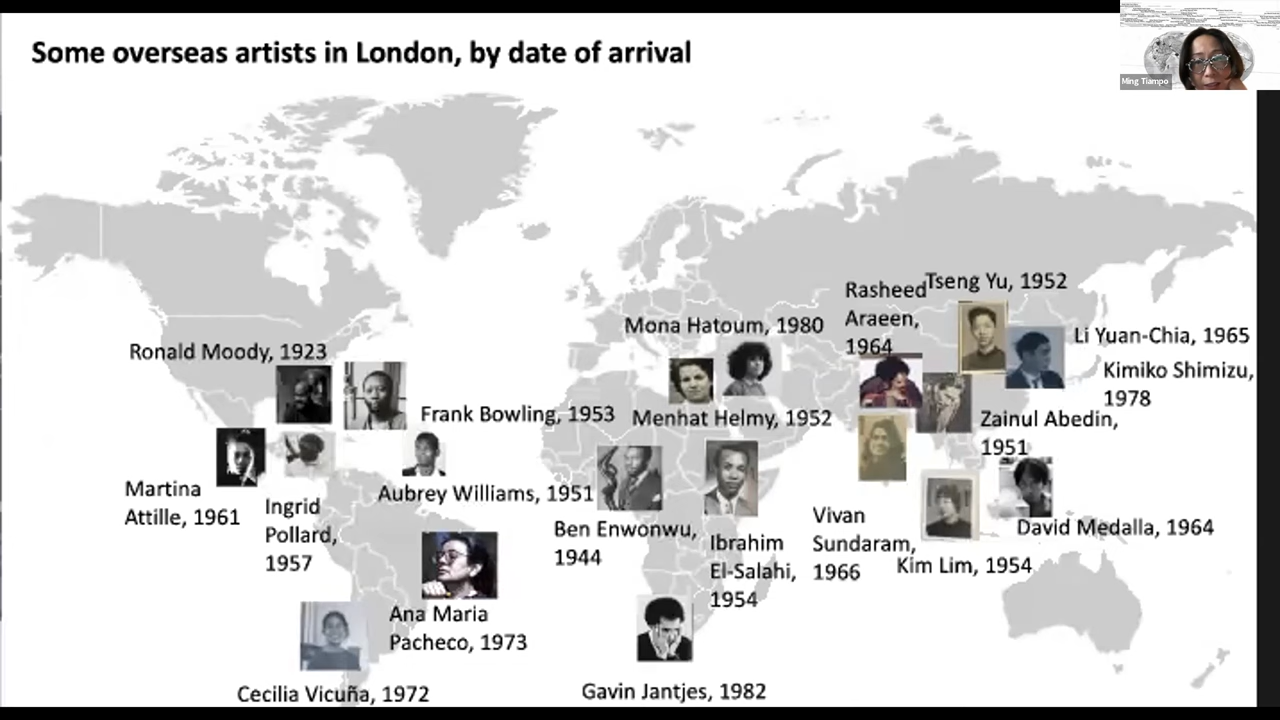 Some overseas artists in London, by date of arrival
Ming Tiampo
Rasheed
Araeen,
1964
Tseng Yu, 1952
Mona Hatoum, 1980
Li Yuan-Chia, 1965
Ronald Moody, 1923
Kimiko Shimizu,
1978
Frank Bowling, 1953
Menhat Helmy, 1952
Zainul Abedin,
1951
Martina
Attille, 1961
Ingrid
Pollard,
1957
Aubrey Williams, 1951
Ben Enwonwu,
1944
Ibrahim
El-Salahi,
1954
Vivan
Sundaram,
1966
David Medalla, 1964
Kim Lim, 1954
Ana Maria
Pacheco, 1973
Cecilia Vicuña, 1972
Gavin Jantjes, 1982